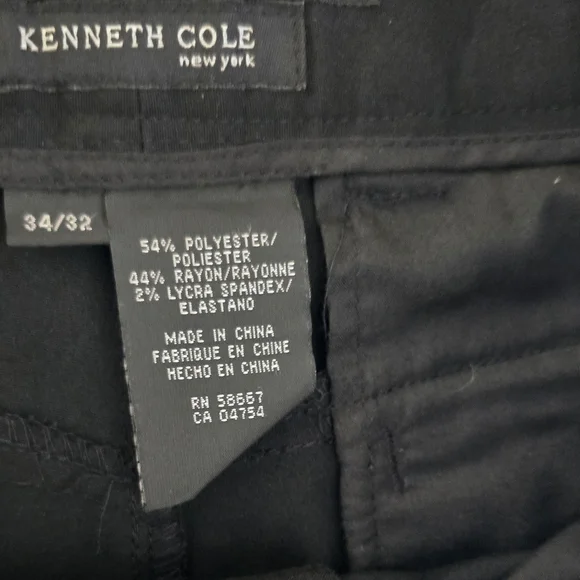 KENNETH COLE
new york
34/32
54% POLYESTER/
POLIESTER
44% RAYON/RAYONNE
2% LYCRA SPANDEX/
ELASTANO
MADE IN CHINA
FABRIQUE EN CHINE
HECHO EN CHINA
RN 58667
CA 04754